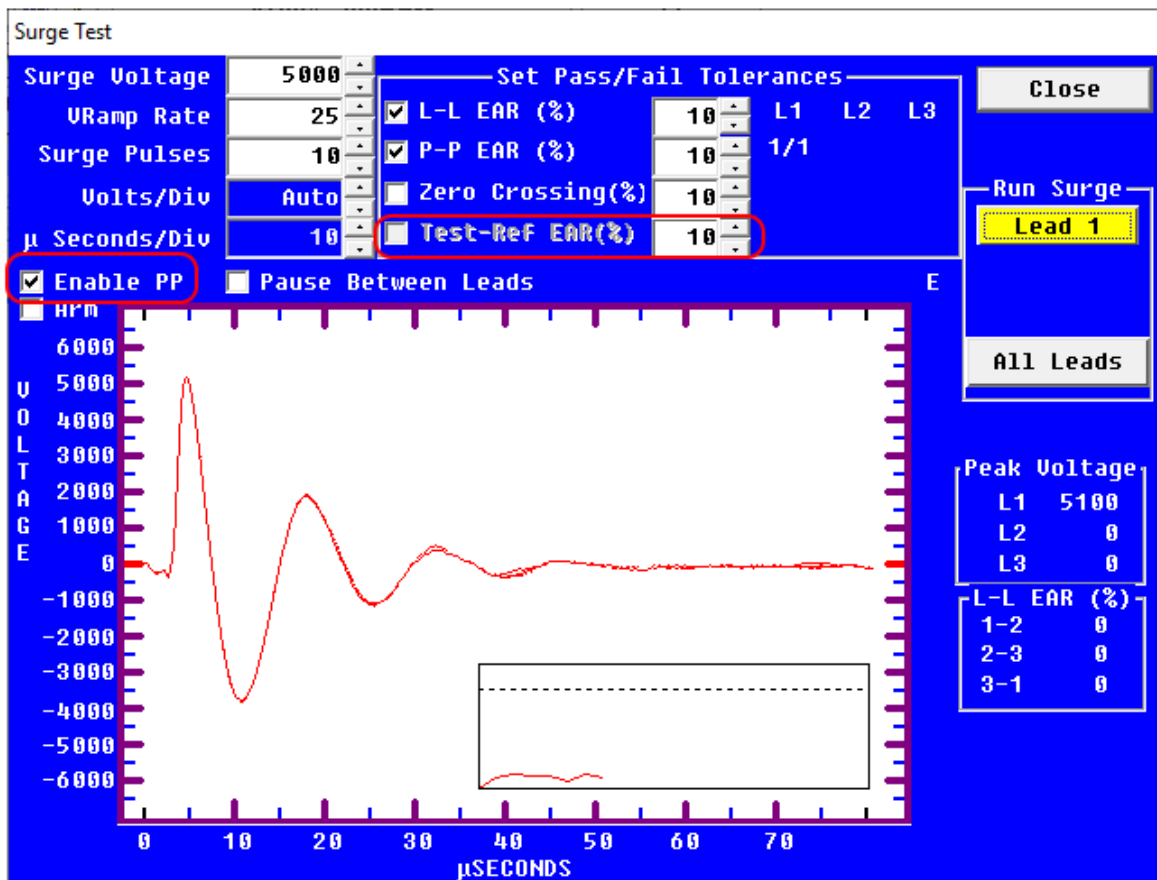 Surge Test
Surge Voltage 5000
VRamp Rate 25
Surge Pulses 10
Volts/Div Auto
µ Seconds/Div 10
Set Pass/Fail Tolerances
L-L EAR (%) 10 L1 L2 L3
P-P EAR (%) 10 1/1
Zero Crossing(%) 10
Test-Ref EAR(%) 10
Close
Run Surge
Lead 1
All Leads
Enable PP
Pause Between Leads
E
Arm
VOLTAGE
6000
5000
4000
3000
2000
1000
0
-1000
-2000
-3000
-4000
-5000
-6000
0 10 20 30 40 50 60 70
µSECONDS
Peak Voltage
L1 5100
L2 0
L3 0
L-L EAR (%)
1-2 0
2-3 0
3-1 0